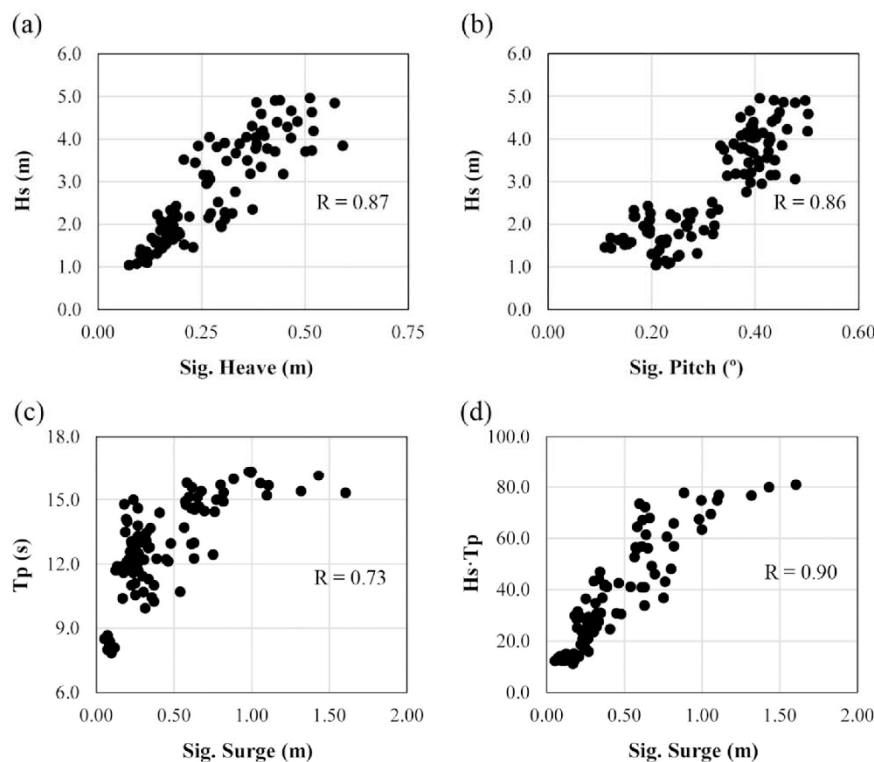 (a)
6.0
5.0
4.0
3.0
2.0
1.0
0.0
Hs (m)
R = 0.87
0.00 0.25 0.50 0.75
Sig. Heave (m)
(b)
6.0
5.0
4.0
3.0
2.0
1.0
0.0
Hs (m)
R = 0.86
0.00 0.20 0.40 0.60
Sig. Pitch (º)
(c)
18.0
15.0
12.0
9.0
6.0
Tp (s)
R = 0.73
0.00 0.50 1.00 1.50 2.00
Sig. Surge (m)
(d)
100.0
80.0
60.0
40.0
20.0
0.0
Hs·Tp
R = 0.90
0.00 0.50 1.00 1.50 2.00
Sig. Surge (m)